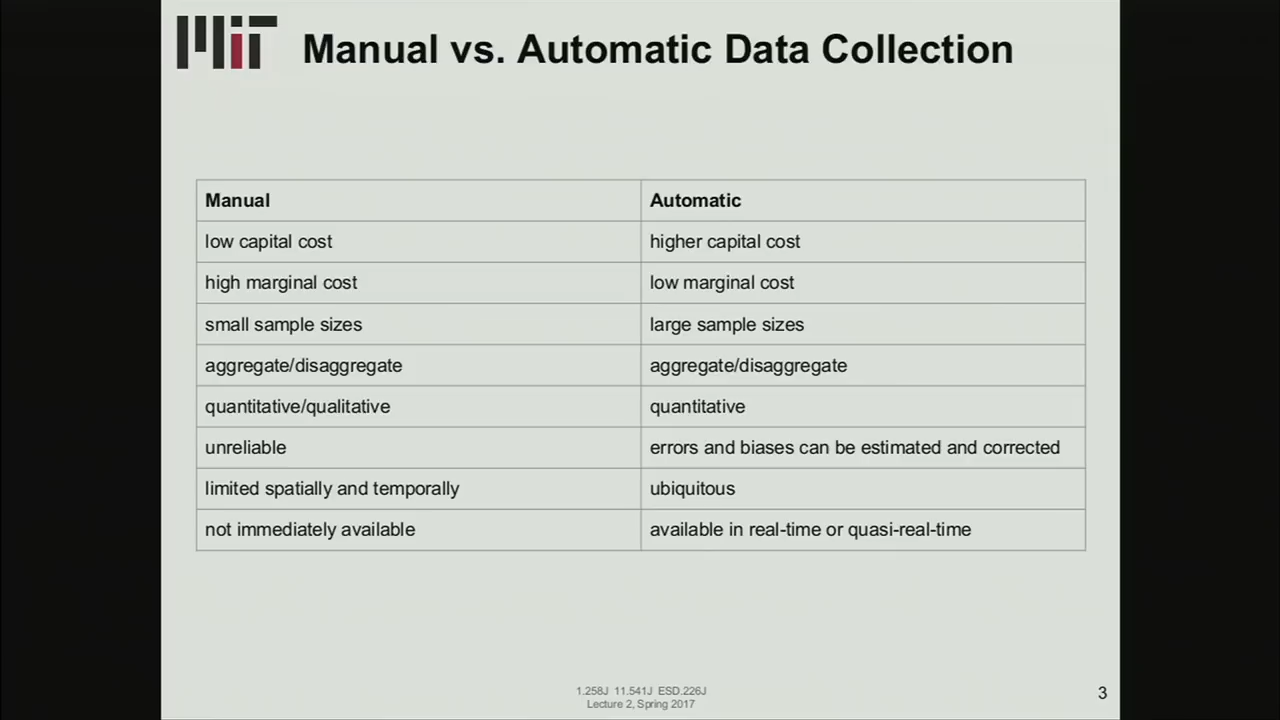 MIT
Manual vs. Automatic Data Collection
Manual Automatic
low capital cost higher capital cost
high marginal cost low marginal cost
small sample sizes large sample sizes
aggregate/disaggregate aggregate/disaggregate
quantitative/qualitative quantitative
unreliable errors and biases can be estimated and corrected
limited spatially and temporally ubiquitous
not immediately available available in real-time or quasi-real-time
1.258J 11.541J ESD.226J
Lecture 2, Spring 2017
3